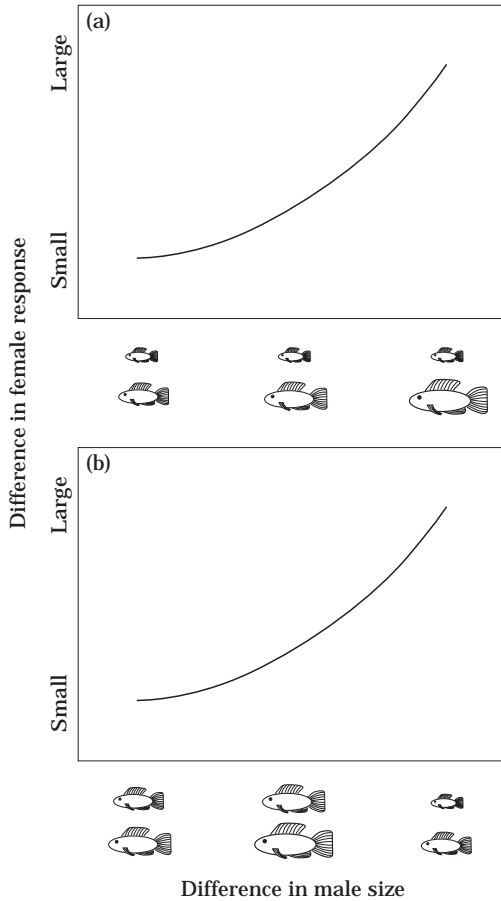 Difference in female response
(a)
Large
Small
(b)
Large
Small
Difference in male size